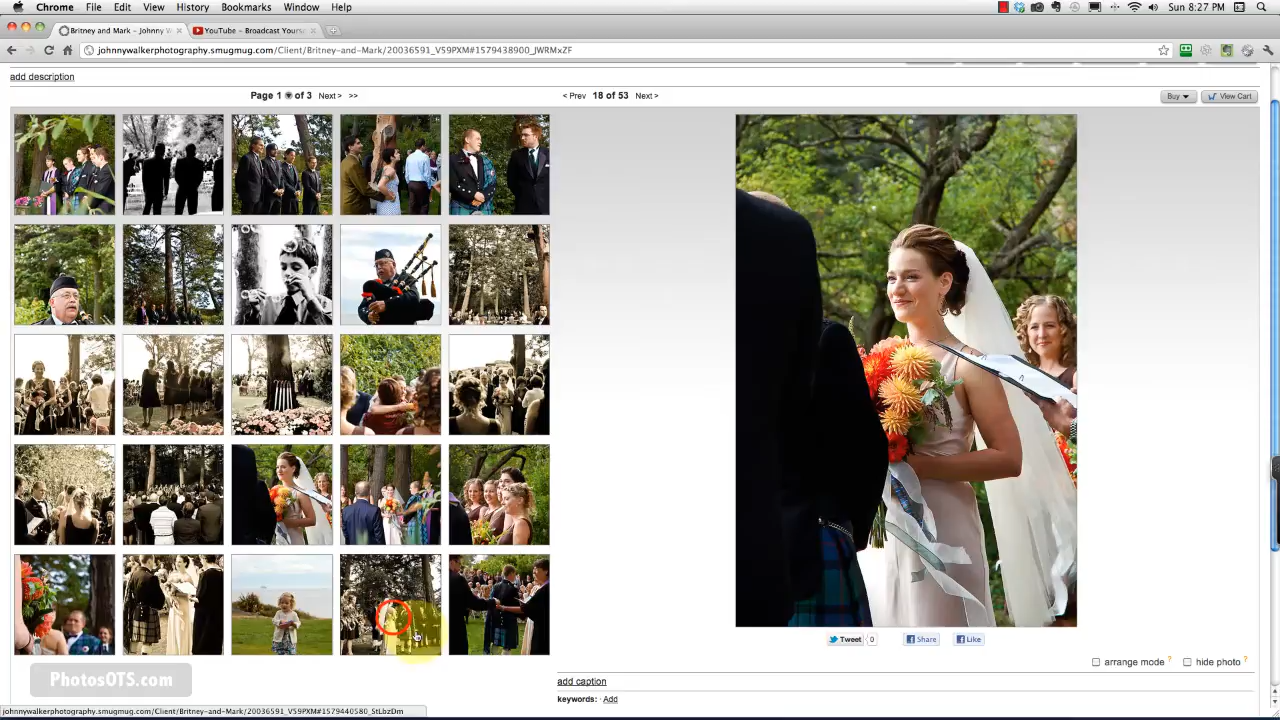 Chrome File Edit View History Bookmarks Window Help Sun 8:27 PM
Britney and Mark – Johnny W YouTube – Broadcast Yourse
johnnywalkerphotography.smugmug.com/Client/Britney-and-Mark/20036591_V59PXM#1579438900_JWRMxZF
add description
Page 1 of 3 Next > >> < Prev 18 of 53 Next > Buy View Cart
Tweet 0 Share Like
arrange mode ? hide photo ?
PhotosOTS.com
add caption
keywords: · Add
johnnywalkerphotography.smugmug.com/Client/Britney-and-Mark/20036591_V59PXM#1579440580_StLbzDm